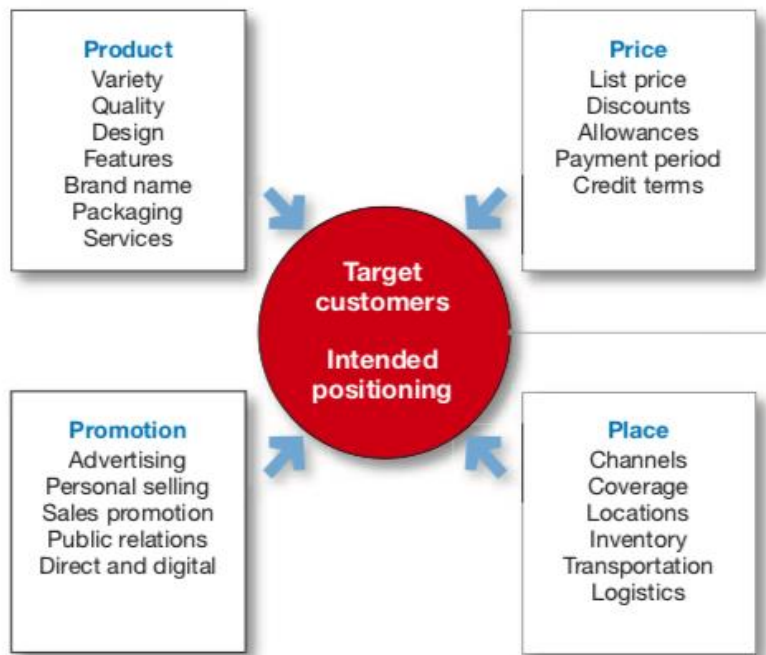 Product
Variety
Quality
Design
Features
Brand name
Packaging
Services
Price
List price
Discounts
Allowances
Payment period
Credit terms
Target
customers
Intended
positioning
Promotion
Advertising
Personal selling
Sales promotion
Public relations
Direct and digital
Place
Channels
Coverage
Locations
Inventory
Transportation
Logistics